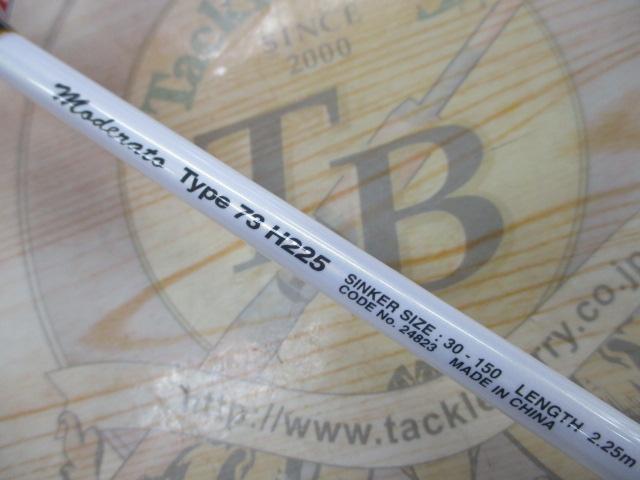 Tackle
SINCE
2000
TB
Moderato Type 73 H225
SINKER SIZE : 30 - 150 LENGTH 2.25m
CODE No. 24823 MADE IN CHINA
http://www.tackle rry.co.jp